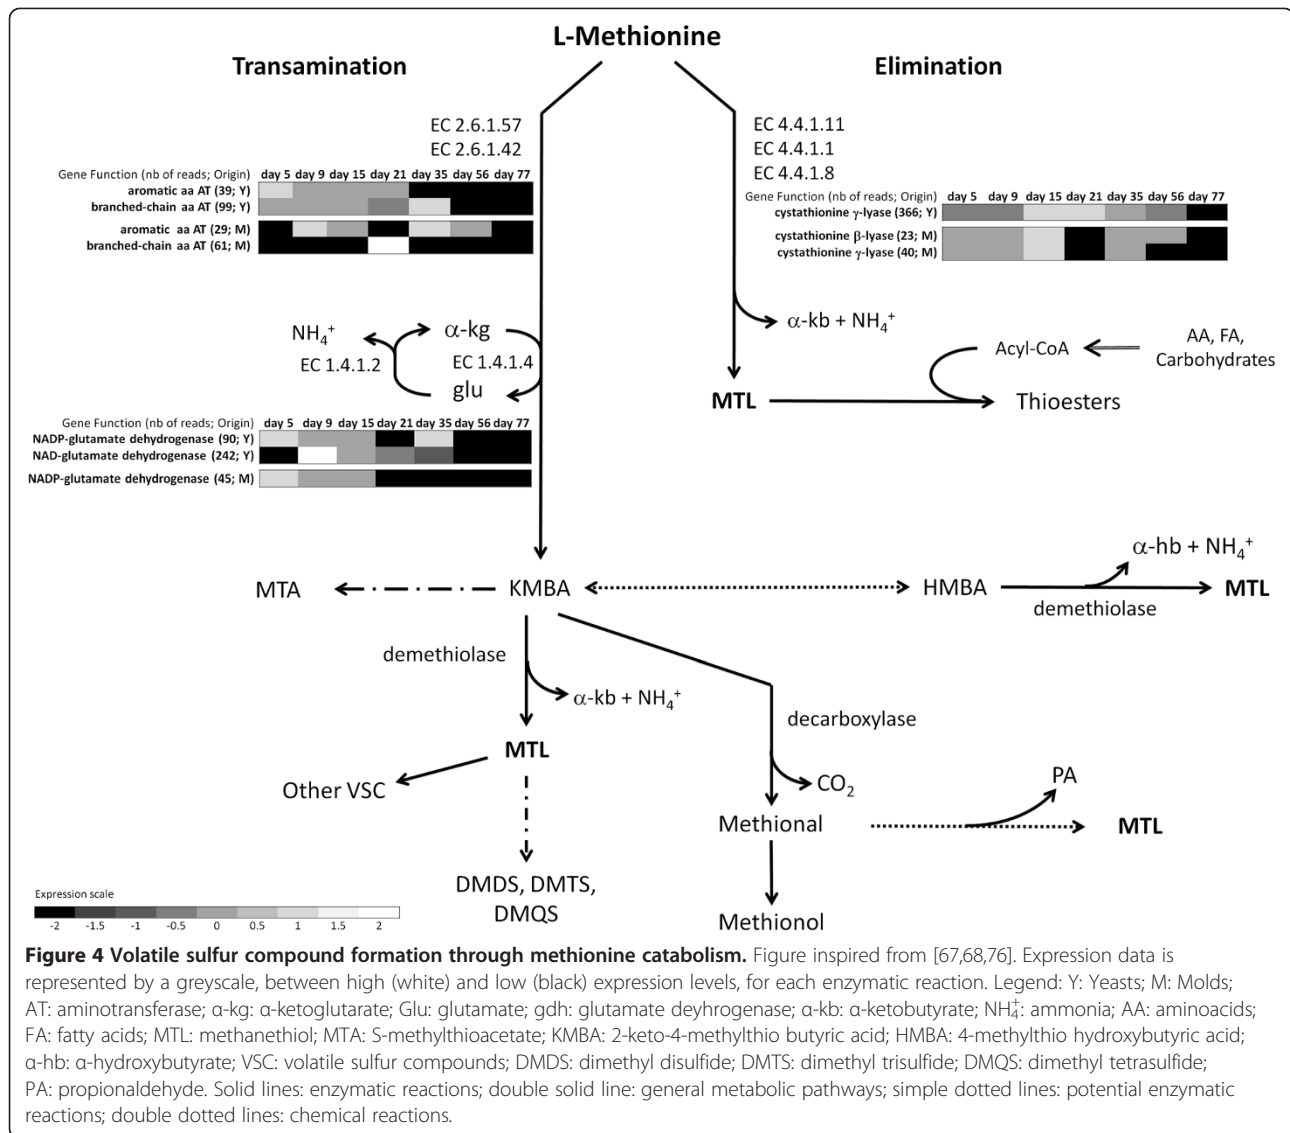 L-Methionine
Transamination
Elimination
EC 2.6.1.57
EC 2.6.1.42
EC 4.4.1.11
EC 4.4.1.1
EC 4.4.1.8
Gene Function (nb of reads; Origin) day 5 day 9 day 15 day 21 day 35 day 56 day 77
aromatic aa AT (39; Y)
branched-chain aa AT (99; Y)
aromatic aa AT (29; M)
branched-chain aa AT (61; M)
Gene Function (nb of reads; Origin) day 5 day 9 day 15 day 21 day 35 day 56 day 77
cystathionine γ-lyase (366; Y)
cystathionine β-lyase (23; M)
cystathionine γ-lyase (40; M)
NH₄⁺
α-kg
EC 1.4.1.2
EC 1.4.1.4
glu
α-kb + NH₄⁺
Acyl-CoA
AA, FA,
Carbohydrates
MTL
Thioesters
Gene Function (nb of reads; Origin) day 5 day 9 day 15 day 21 day 35 day 56 day 77
NADP-glutamate dehydrogenase (90; Y)
NAD-glutamate dehydrogenase (242; Y)
NADP-glutamate dehydrogenase (45; M)
α-hb + NH₄⁺
MTA
KMBA
HMBA
MTL
demethiolase
demethiolase
α-kb + NH₄⁺
decarboxylase
MTL
Other VSC
CO₂
PA
Methional
MTL
DMDS, DMTS,
DMQS
Methionol
Expression scale
-2 -1.5 -1 -0.5 0 0.5 1 1.5 2
Figure 4 Volatile sulfur compound formation through methionine catabolism. Figure inspired from [67,68,76]. Expression data is
represented by a greyscale, between high (white) and low (black) expression levels, for each enzymatic reaction. Legend: Y: Yeasts; M: Molds;
AT: aminotransferase; α-kg: α-ketoglutarate; Glu: glutamate; gdh: glutamate deyhrogenase; α-kb: α-ketobutyrate; NH₄⁺: ammonia; AA: aminoacids;
FA: fatty acids; MTL: methanethiol; MTA: S-methylthioacetate; KMBA: 2-keto-4-methylthio butyric acid; HMBA: 4-methylthio hydroxybutyric acid;
α-hb: α-hydroxybutyrate; VSC: volatile sulfur compounds; DMDS: dimethyl disulfide; DMTS: dimethyl trisulfide; DMQS: dimethyl tetrasulfide;
PA: propionaldehyde. Solid lines: enzymatic reactions; double solid line: general metabolic pathways; simple dotted lines: potential enzymatic
reactions; double dotted lines: chemical reactions.